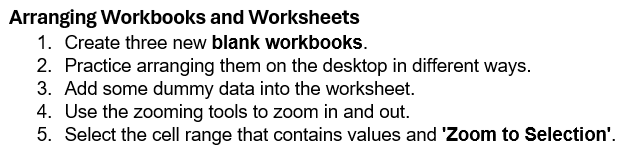 Arranging Workbooks and Worksheets
1. Create three new blank workbooks.
2. Practice arranging them on the desktop in different ways.
3. Add some dummy data into the worksheet.
4. Use the zooming tools to zoom in and out.
5. Select the cell range that contains values and 'Zoom to Selection'.